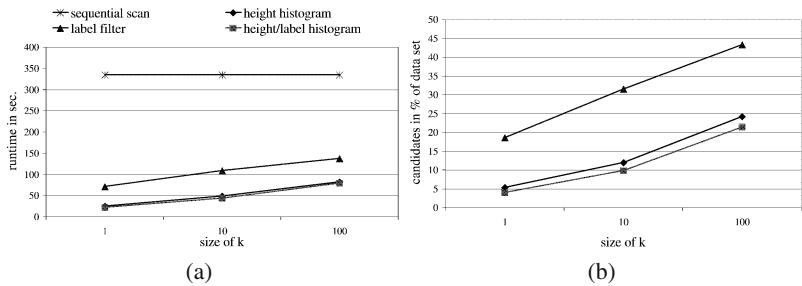 sequential scan
height histogram
label filter
height/label histogram
400
350
300
250
200
150
100
50
0
runtime in sec.
1
10
100
size of k
(a)
50
45
40
35
30
25
20
15
10
5
0
candidates in % of data set
1
10
100
size of k
(b)